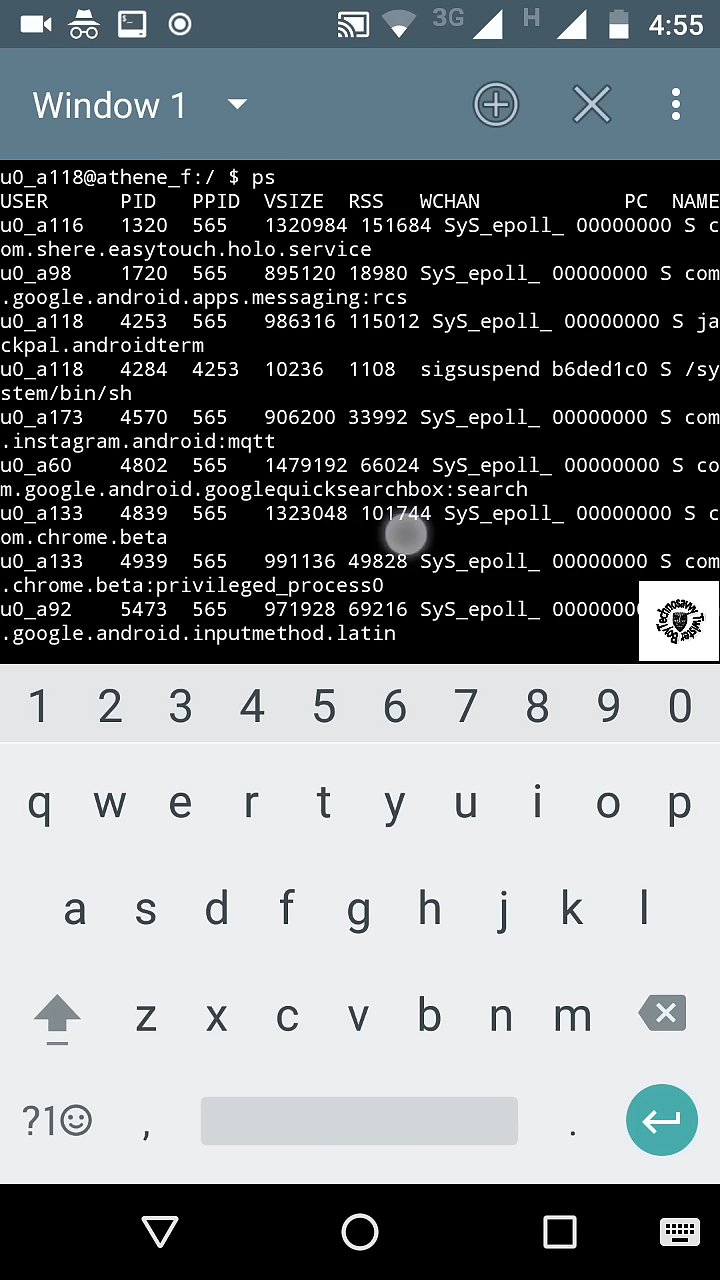 3G H 4:55
Window 1
u0_a118@athene_f:/ $ ps
USER      PID   PPID  VSIZE  RSS   WCHAN            PC  NAME
u0_a116   1320  565   1320984 151684 SyS_epoll_ 00000000 S c
om.shere.easytouch.holo.service
u0_a98    1720  565   895120 18980 SyS_epoll_ 00000000 S com
.google.android.apps.messaging:rcs
u0_a118   4253  565   986316 115012 SyS_epoll_ 00000000 S ja
ckpal.androidterm
u0_a118   4284  4253  10236  1108  sigsuspend b6ded1c0 S /sy
stem/bin/sh
u0_a173   4570  565   906200 33992 SyS_epoll_ 00000000 S com
.instagram.android:mqtt
u0_a60    4802  565   1479192 66024 SyS_epoll_ 00000000 S co
m.google.android.googlequicksearchbox:search
u0_a133   4839  565   1323048 101744 SyS_epoll_ 00000000 S c
om.chrome.beta
u0_a133   4939  565   991136 49828 SyS_epoll_ 00000000 S com
.chrome.beta:privileged_process0
u0_a92    5473  565   971928 69216 SyS_epoll_ 0000000
.google.android.inputmethod.latin
Technosavvy Twister Boy
1 2 3 4 5 6 7 8 9 0
q w e r t y u i o p
a s d f g h j k l
z x c v b n m
?1 , .